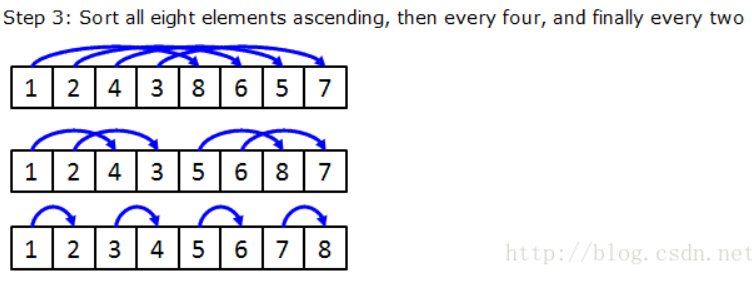 Step 3: Sort all eight elements ascending, then every four, and finally every two
1 2 4 3 8 6 5 7
1 2 4 3 5 6 8 7
1 2 3 4 5 6 7 8
http://blog.csdn.net